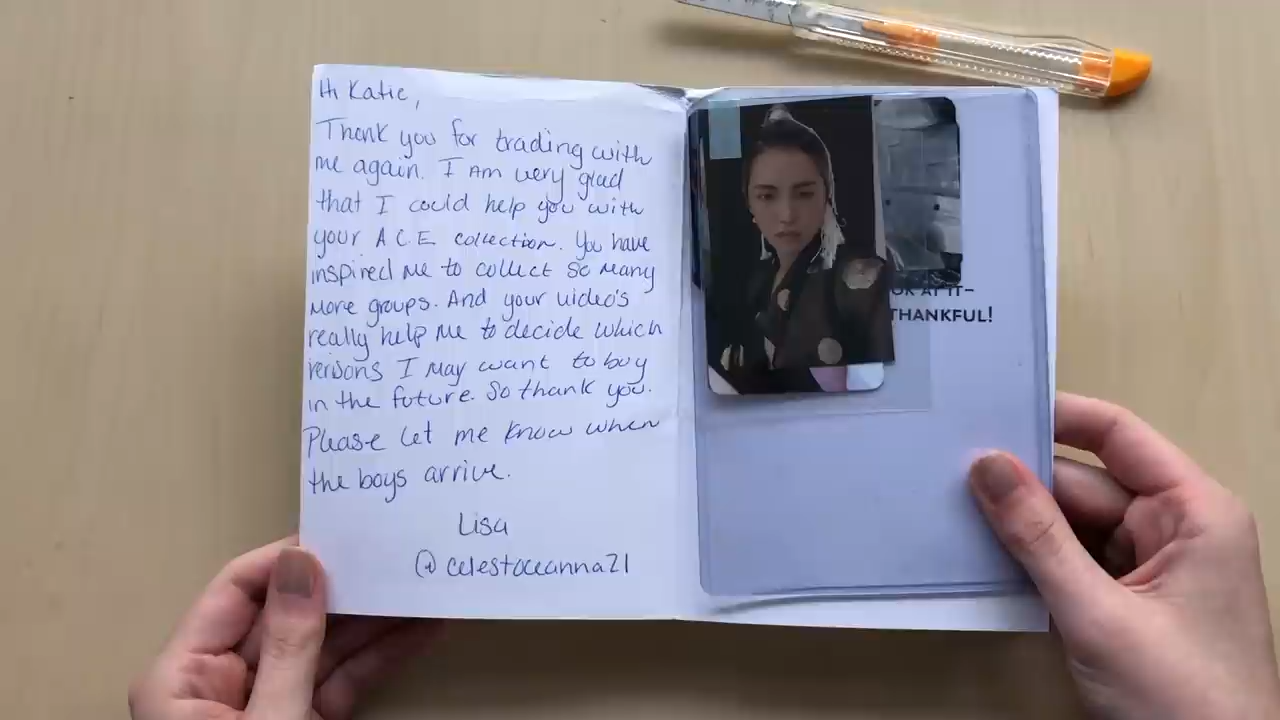 Hi Katie,
Thank you for trading with
me again. I am very glad
that I could help you with
your A.C.E. collection. You have
inspired me to collect so many
more groups. And your video's
really help me to decide which
versions I may want to buy
in the future. So thank you.
Please let me know when
the boys arrive.
Lisa
@celestoceanna21
AT IT-
THANKFUL!